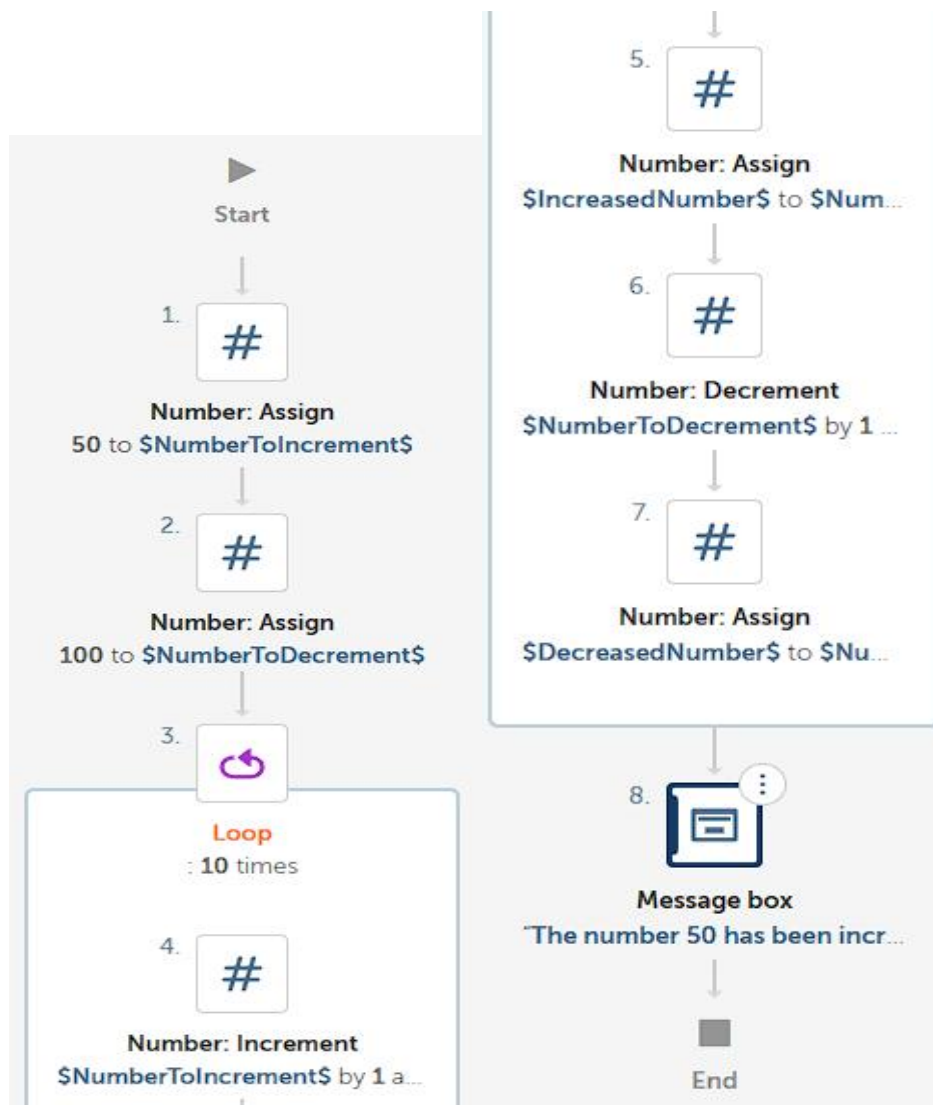 Start
1.
Number: Assign
50 to $NumberToIncrement$
2.
Number: Assign
100 to $NumberToDecrement$
3.
Loop
: 10 times
4.
Number: Increment
$NumberToIncrement$ by 1 a...
5.
Number: Assign
$IncreasedNumber$ to $Num...
6.
Number: Decrement
$NumberToDecrement$ by 1 ...
7.
Number: Assign
$DecreasedNumber$ to $Nu...
8.
Message box
"The number 50 has been incr...
End